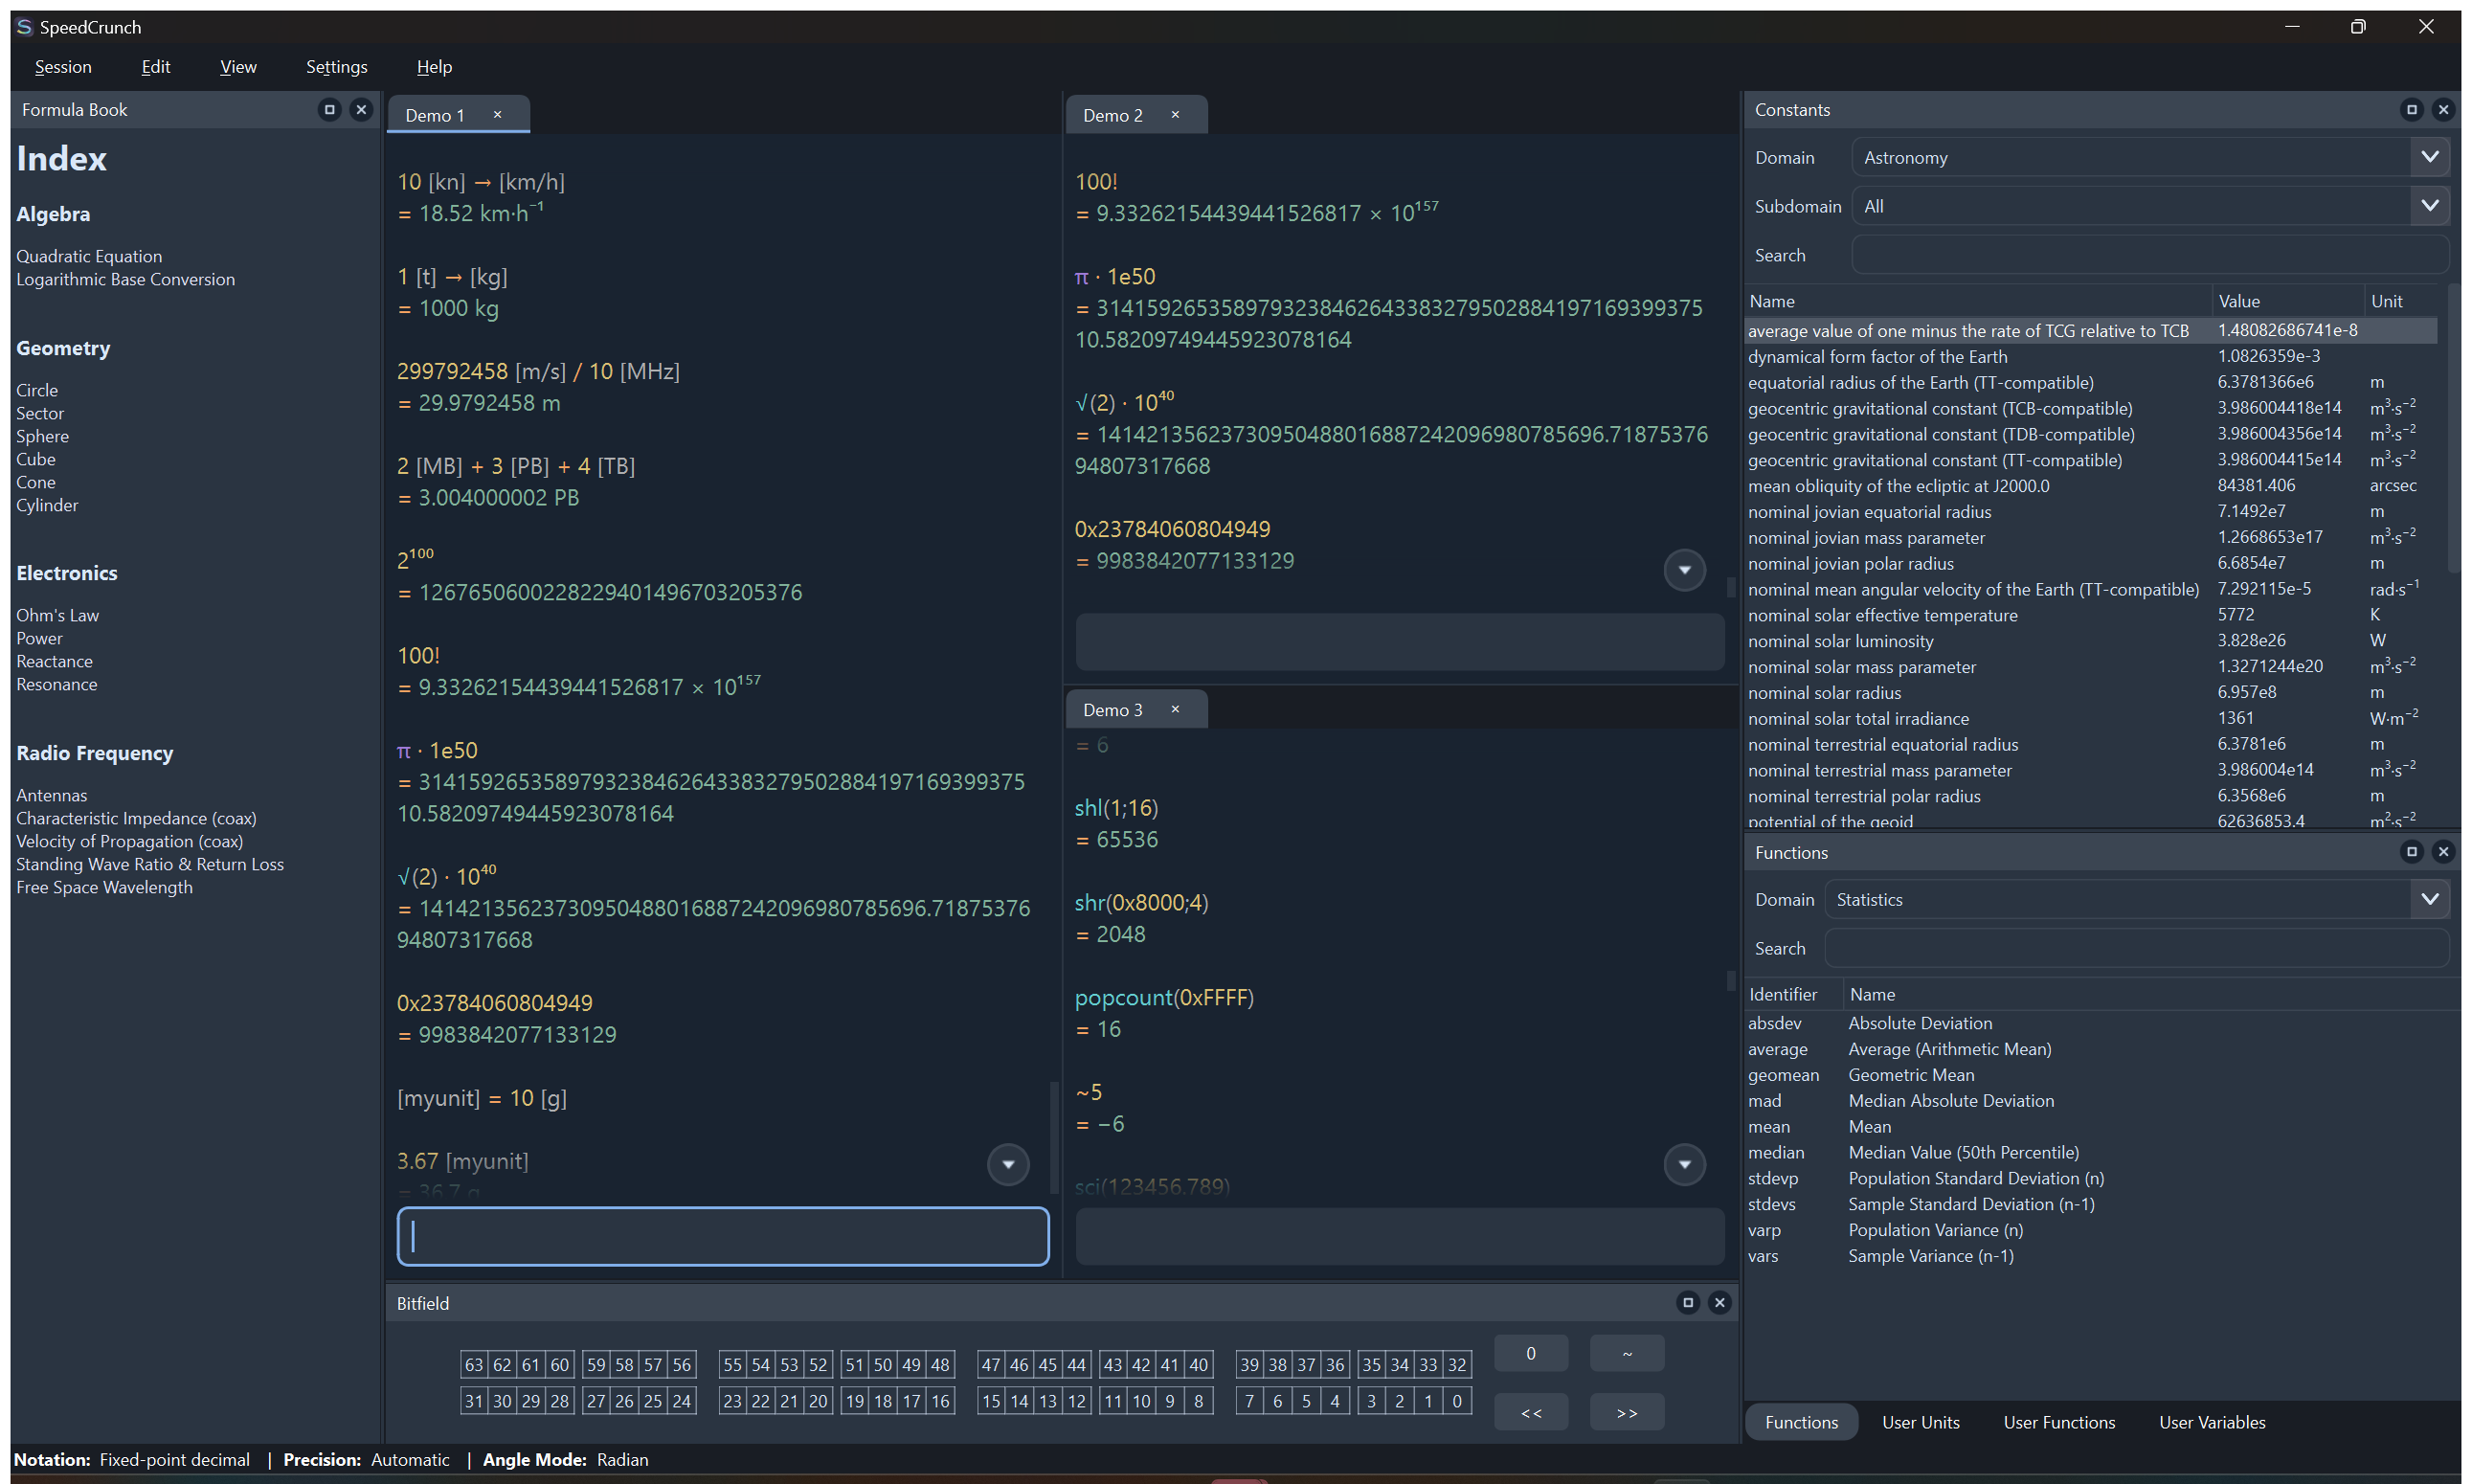 SpeedCrunch
Session Edit View Settings Help
Formula Book
Index
Algebra
Quadratic Equation
Logarithmic Base Conversion
Geometry
Circle
Sector
Sphere
Cube
Cone
Cylinder
Electronics
Ohm's Law
Power
Reactance
Resonance
Radio Frequency
Antennas
Characteristic Impedance (coax)
Velocity of Propagation (coax)
Standing Wave Ratio & Return Loss
Free Space Wavelength
Demo 1 ×
10 [kn] → [km/h]
= 18.52 km·h⁻¹
1 [t] → [kg]
= 1000 kg
299792458 [m/s] / 10 [MHz]
= 29.9792458 m
2 [MB] + 3 [PB] + 4 [TB]
= 3.004000002 PB
2¹⁰⁰
= 1267650600228229401496703205376
100!
= 9.33262154439441526817 × 10¹⁵⁷
π · 1e50
= 314159265358979323846264338327950288419716939937510.58209749445923078164
√(2) · 10⁴⁰
= 14142135623730950488016887242096980785696.71875376
94807317668
0x23784060804949
= 9983842077133129
[myunit] = 10 [g]
3.67 [myunit]
= 36.7 g
Demo 2 ×
100!
= 9.33262154439441526817 × 10¹⁵⁷
π · 1e50
= 3141592653589793238462643383279502884197169399375
10.58209749445923078164
√(2) · 10⁴⁰
= 14142135623730950488016887242096980785696.71875376
94807317668
0x23784060804949
= 9983842077133129
Demo 3 ×
= 6
shl(1;16)
= 65536
shr(0x8000;4)
= 2048
popcount(0xFFFF)
= 16
~5
= −6
sci(123456.789)
Bitfield
63 62 61 60 59 58 57 56 55 54 53 52 51 50 49 48 47 46 45 44 43 42 41 40 39 38 37 36 35 34 33 32
31 30 29 28 27 26 25 24 23 22 21 20 19 18 17 16 15 14 13 12 11 10 9 8 7 6 5 4 3 2 1 0
0 ~
<< >>
Constants
Domain Astronomy
Subdomain All
Search
Name Value Unit
average value of one minus the rate of TCG relative to TCB 1.48082686741e-8
dynamical form factor of the Earth 1.0826359e-3
equatorial radius of the Earth (TT-compatible) 6.3781366e6 m
geocentric gravitational constant (TCB-compatible) 3.986004418e14 m³·s⁻²
geocentric gravitational constant (TDB-compatible) 3.986004356e14 m³·s⁻²
geocentric gravitational constant (TT-compatible) 3.986004415e14 m³·s⁻²
mean obliquity of the ecliptic at J2000.0 84381.406 arcsec
nominal jovian equatorial radius 7.1492e7 m
nominal jovian mass parameter 1.2668653e17 m³·s⁻²
nominal jovian polar radius 6.6854e7 m
nominal mean angular velocity of the Earth (TT-compatible) 7.292115e-5 rad·s⁻¹
nominal solar effective temperature 5772 K
nominal solar luminosity 3.828e26 W
nominal solar mass parameter 1.3271244e20 m³·s⁻²
nominal solar radius 6.957e8 m
nominal solar total irradiance 1361 W·m⁻²
nominal terrestrial equatorial radius 6.3781e6 m
nominal terrestrial mass parameter 3.986004e14 m³·s⁻²
nominal terrestrial polar radius 6.3568e6 m
potential of the geoid 62636853.4 m²·s⁻²
Functions
Domain Statistics
Search
Identifier Name
absdev Absolute Deviation
average Average (Arithmetic Mean)
geomean Geometric Mean
mad Median Absolute Deviation
mean Mean
median Median Value (50th Percentile)
stdevp Population Standard Deviation (n)
stdevs Sample Standard Deviation (n-1)
varp Population Variance (n)
vars Sample Variance (n-1)
Functions User Units User Functions User Variables
Notation: Fixed-point decimal | Precision: Automatic | Angle Mode: Radian